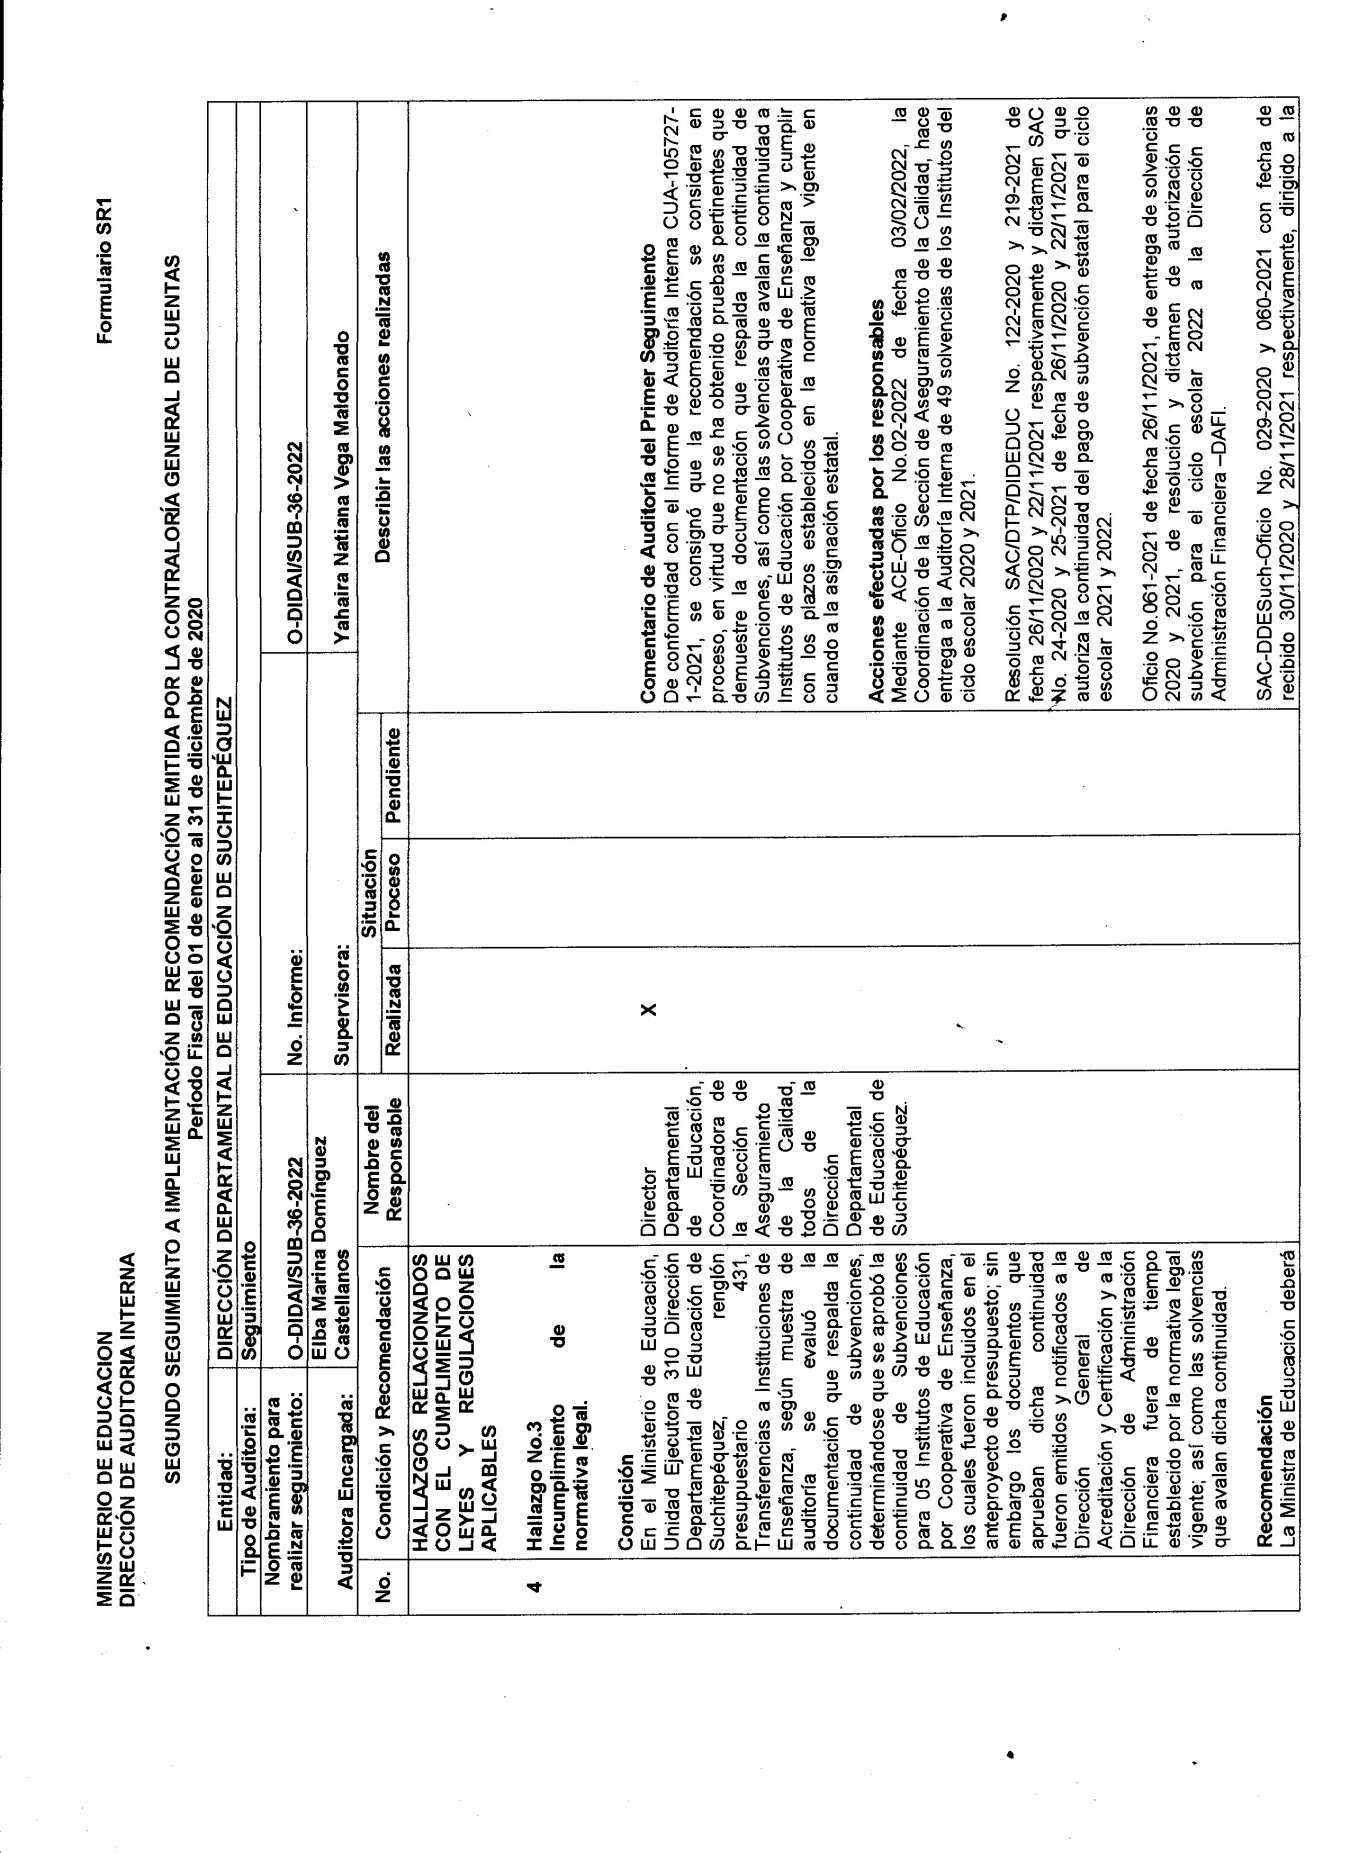 MINISTERIO DE EDUCACION
DIRECCIÓN DE AUDITORIA INTERNA
Formulario SR1
SEGUNDO SEGUIMIENTO A IMPLEMENTACIÓN DE RECOMENDACIÓN EMITIDA POR LA CONTRALORÍA GENERAL DE CUENTAS
Período Fiscal del 01 de enero al 31 de diciembre de 2020
Entidad: DIRECCIÓN DEPARTAMENTAL DE EDUCACIÓN DE SUCHITEPÉQUEZ
Tipo de Auditoria: Seguimiento
Nombramiento para
realizar seguimiento: O-DIDAI/SUB-36-2022 No. Informe: O-DIDAI/SUB-36-2022
Auditora Encargada: Elba Marina Domínguez
Castellanos Supervisora: Yahaira Natiana Vega Maldonado
No. Condición y Recomendación Nombre del
Responsable Situación
Realizada Proceso Pendiente
Describir las acciones realizadas
HALLAZGOS RELACIONADOS
CON EL CUMPLIMIENTO DE
LEYES Y REGULACIONES
APLICABLES
4 Hallazgo No.3
Incumplimiento de la
normativa legal.
Condición
En el Ministerio de Educación,
Unidad Ejecutora 310 Dirección
Departamental de Educación de
Suchitepéquez, renglón
presupuestario 431,
Transferencias a Instituciones de
Enseñanza, según muestra de
auditoría se evaluó la
documentación que respalda la
continuidad de subvenciones,
determinándose que se aprobó la
continuidad de Subvenciones
para 05 Institutos de Educación
por Cooperativa de Enseñanza,
los cuales fueron incluidos en el
anteproyecto de presupuesto; sin
embargo los documentos que
aprueban dicha continuidad
fueron emitidos y notificados a la
Dirección General de
Acreditación y Certificación y a la
Dirección de Administración
Financiera fuera de tiempo
establecido por la normativa legal
vigente; así como las solvencias
que avalan dicha continuidad.
Recomendación
La Ministra de Educación deberá
Director
Departamental
de Educación,
Coordinadora de
la Sección de
Aseguramiento
de la Calidad,
todos de la
Dirección
Departamental
de Educación de
Suchitepéquez.
X
Comentario de Auditoría del Primer Seguimiento
De conformidad con el Informe de Auditoría Interna CUA-105727-
1-2021, se consignó que la recomendación se considera en
proceso, en virtud que no se ha obtenido pruebas pertinentes que
demuestre la documentación que respalda la continuidad de
Subvenciones, así como las solvencias que avalan la continuidad a
Institutos de Educación por Cooperativa de Enseñanza y cumplir
con los plazos establecidos en la normativa legal vigente en
cuando a la asignación estatal.
Acciones efectuadas por los responsables
Mediante ACE-Oficio No.02-2022 de fecha 03/02/2022, la
Coordinación de la Sección de Aseguramiento de la Calidad, hace
entrega a la Auditoría Interna de 49 solvencias de los Institutos del
ciclo escolar 2020 y 2021.
Resolución SAC/DTP/DIDEDUC No. 122-2020 y 219-2021 de
fecha 26/11/2020 y 22/11/2021 respectivamente y dictamen SAC
No. 24-2020 y 25-2021 de fecha 26/11/2020 y 22/11/2021 que
autoriza la continuidad del pago de subvención estatal para el ciclo
escolar 2021 y 2022.
Oficio No.061-2021 de fecha 26/11/2021, de entrega de solvencias
2020 y 2021, de resolución y dictamen de autorización de
subvención para el ciclo escolar 2022 a la Dirección de
Administración Financiera –DAFI.
SAC-DDESuch-Oficio No. 029-2020 y 060-2021 con fecha de
recibido 30/11/2020 y 28/11/2021 respectivamente, dirigido a la